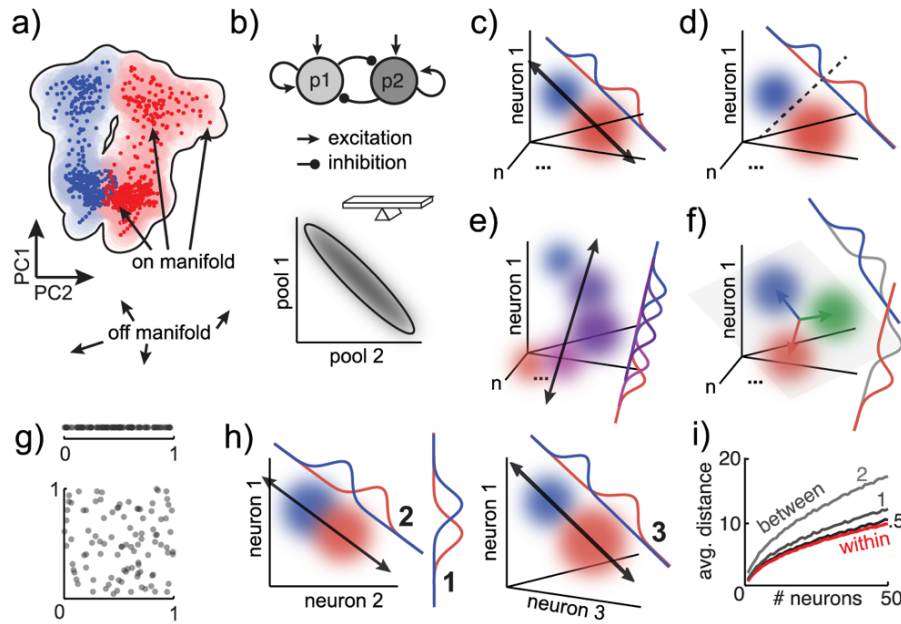 a)
PC1
PC2
on manifold
off manifold
b)
p1
p2
excitation
inhibition
pool 1
pool 2
c)
neuron 1
n
...
d)
neuron 1
n
...
e)
neuron 1
n
...
f)
neuron 1
n
...
g)
0 1
1
0 1
h)
neuron 1
neuron 2
2
1
neuron 1
neuron 3
3
i)
avg. distance
20
10
0
# neurons
50
between
2
1
.5
within